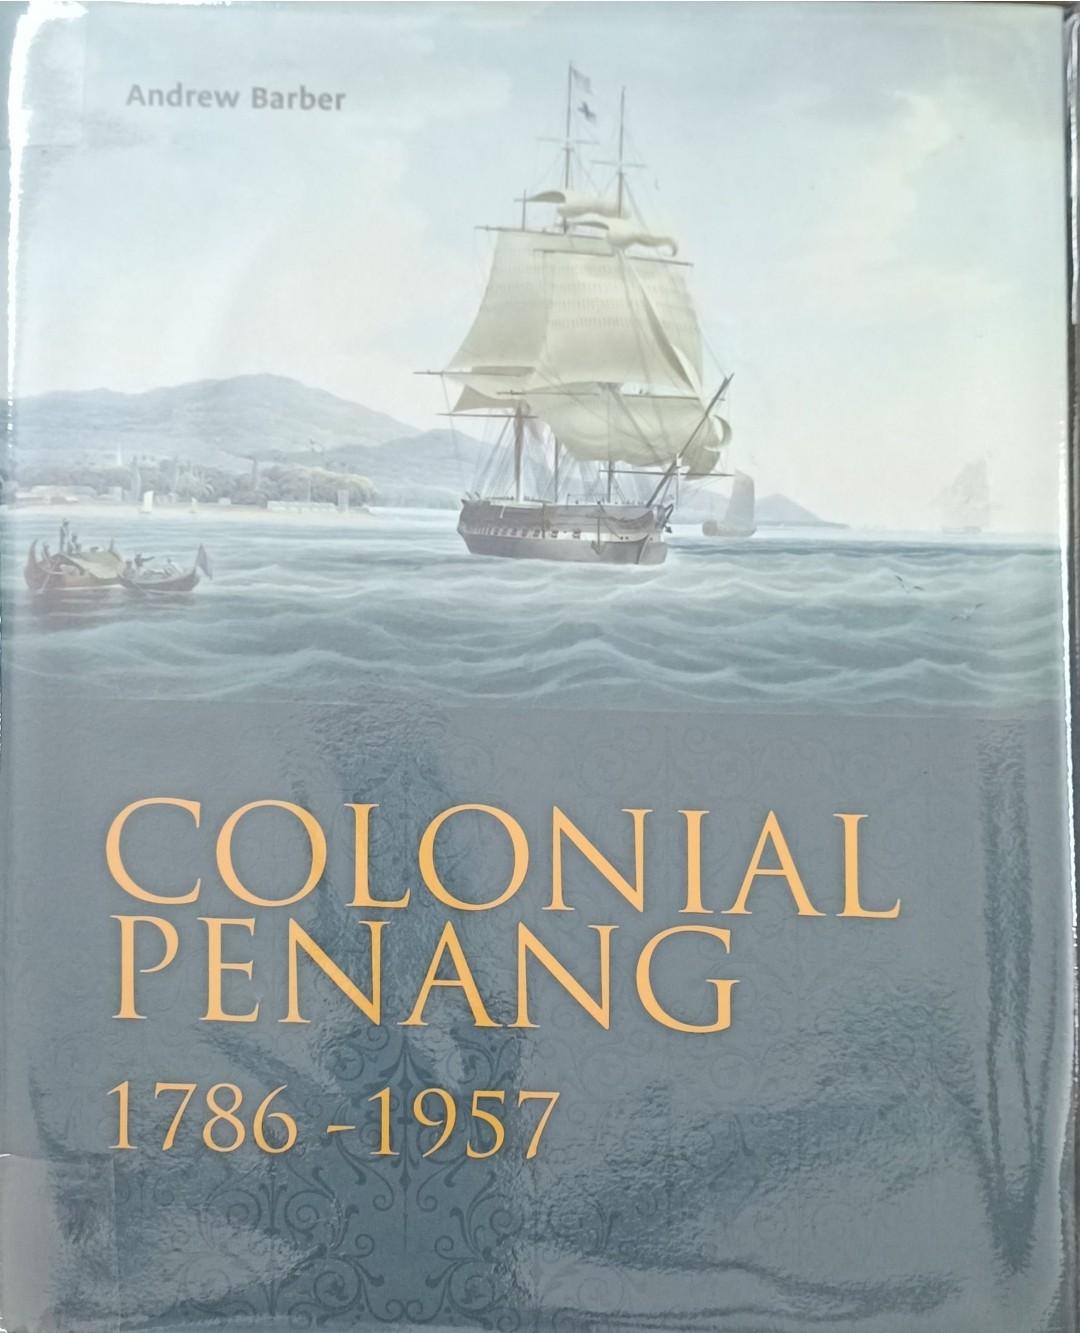 Andrew Barber
COLONIAL
PENANG
1786 - 1957